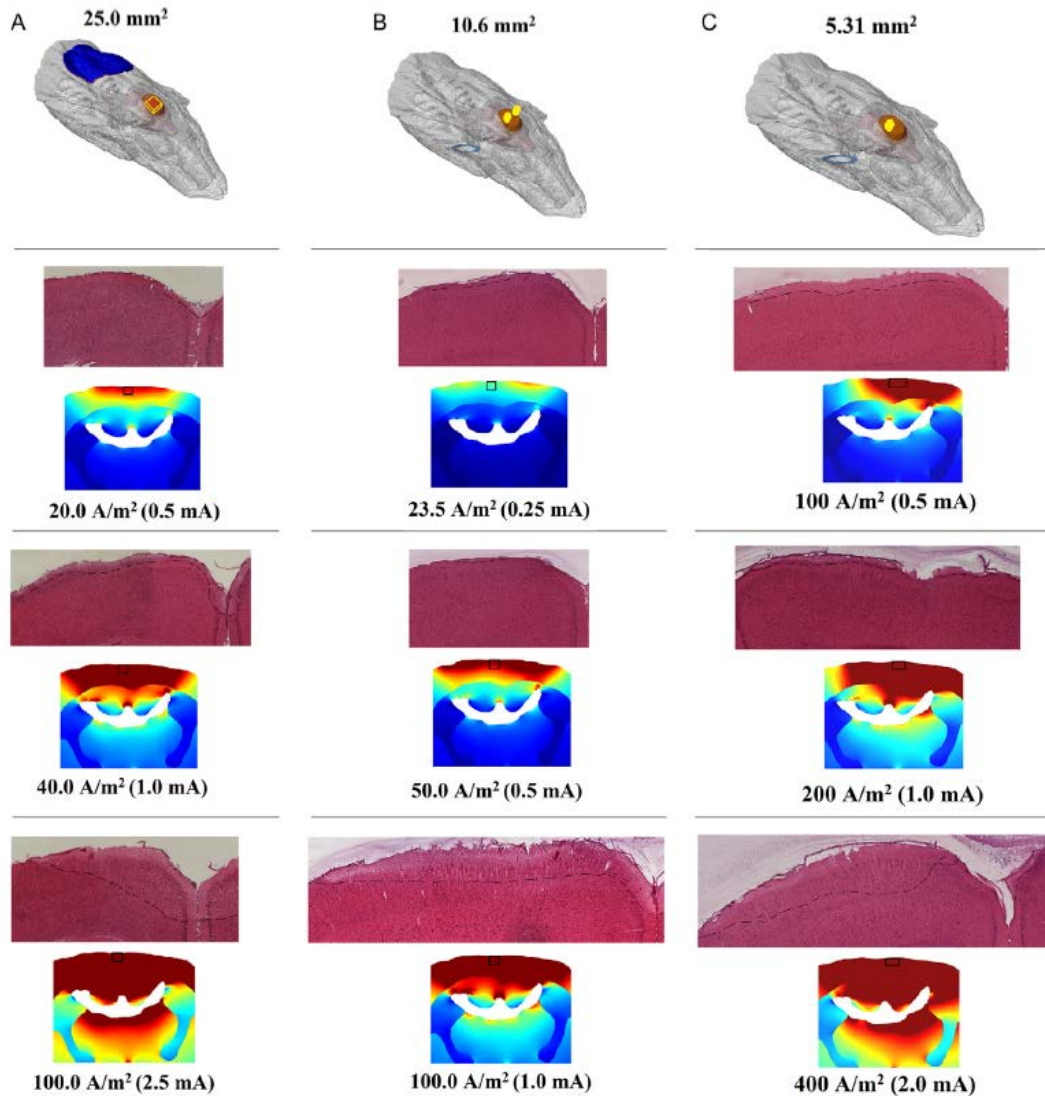 A
25.0 mm²
B
10.6 mm²
C
5.31 mm²
20.0 A/m² (0.5 mA)
23.5 A/m² (0.25 mA)
100 A/m² (0.5 mA)
40.0 A/m² (1.0 mA)
50.0 A/m² (0.5 mA)
200 A/m² (1.0 mA)
100.0 A/m² (2.5 mA)
100.0 A/m² (1.0 mA)
400 A/m² (2.0 mA)